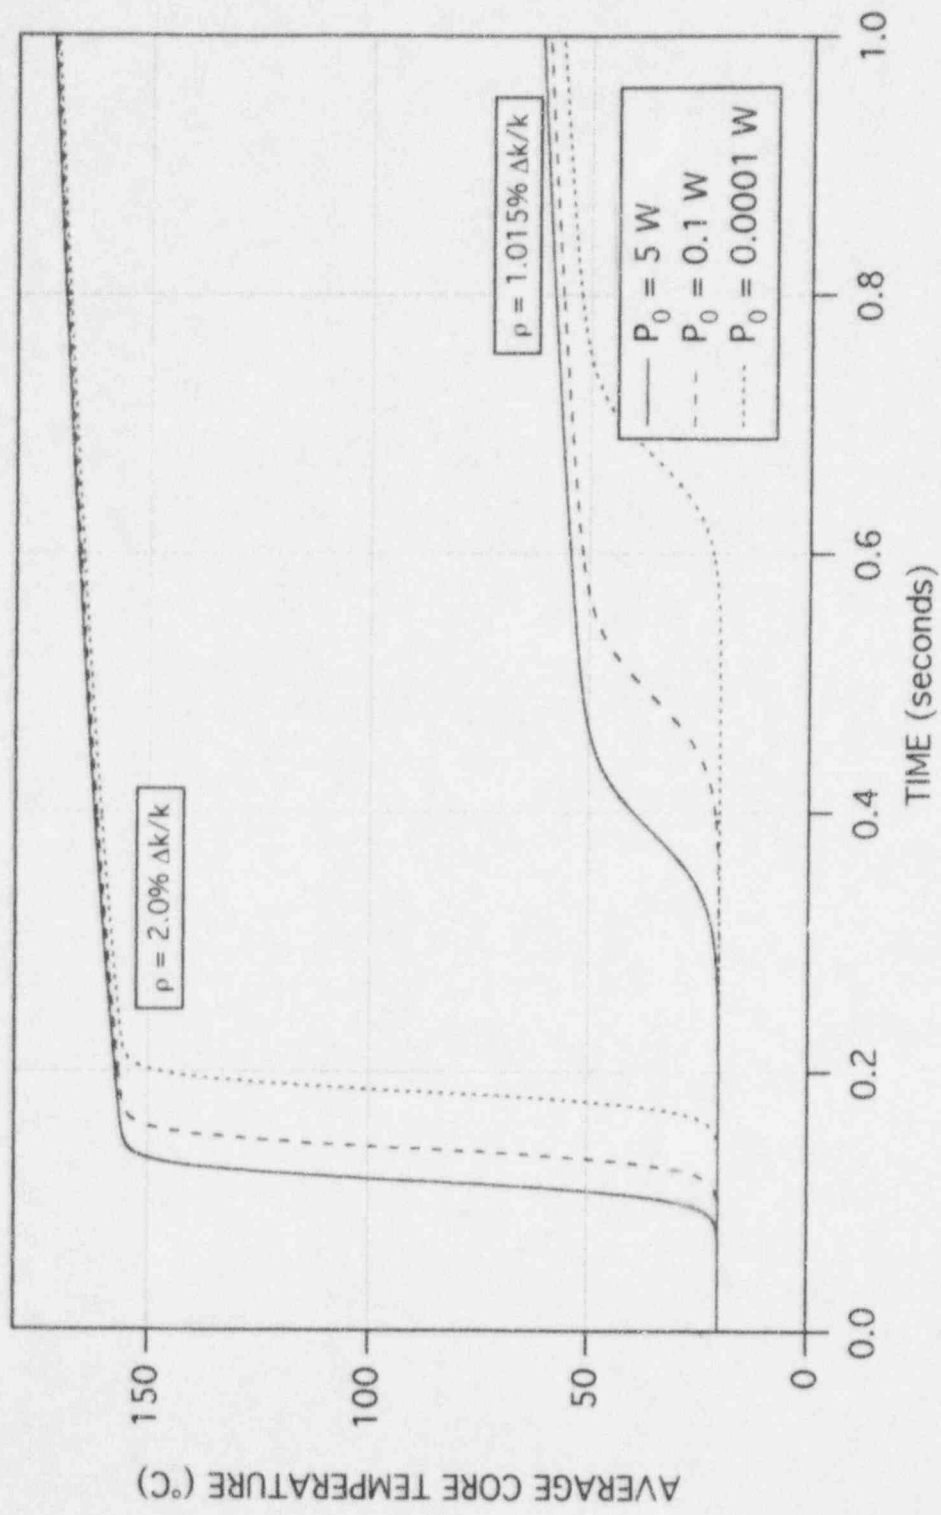 AVERAGE CORE TEMPERATURE (°C)
150
100
50
0
ρ = 2.0% Δk/k
ρ = 1.015% Δk/k
P₀ = 5 W
P₀ = 0.1 W
P₀ = 0.0001 W
0.0
0.2
0.4
0.6
0.8
1.0
TIME (seconds)